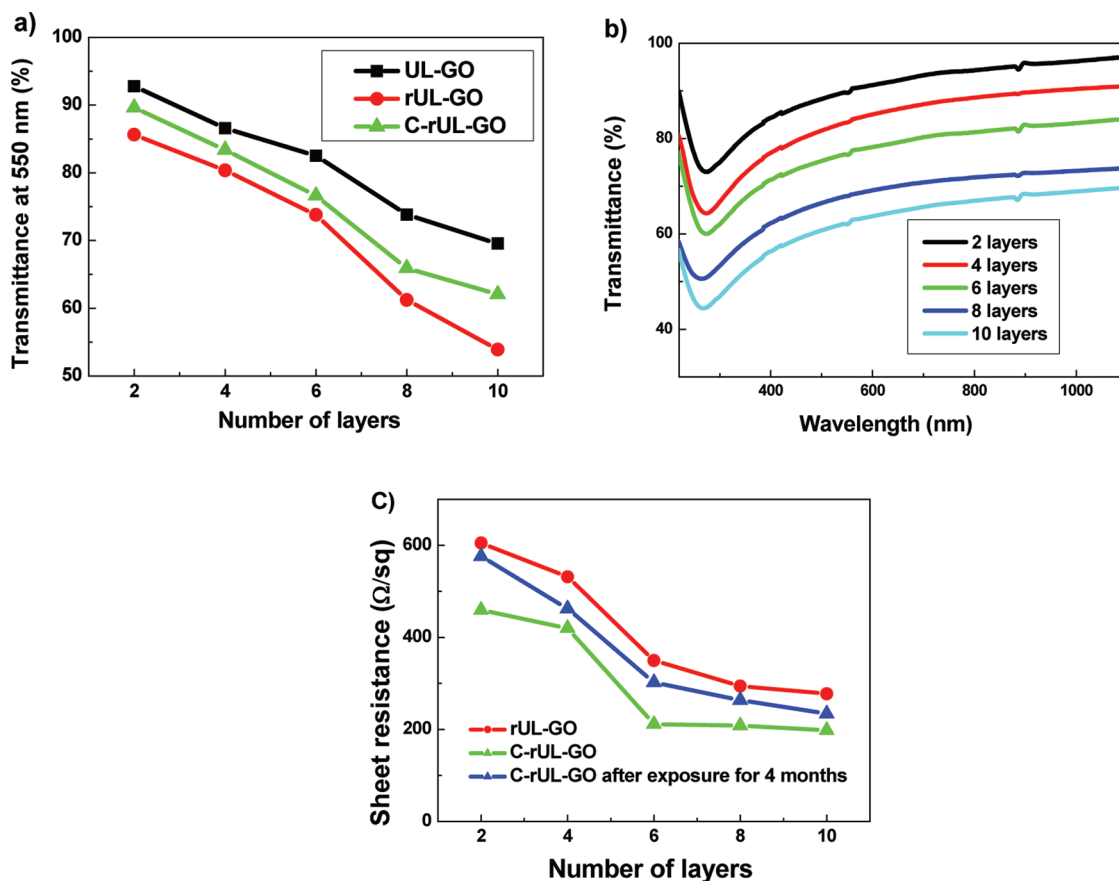 a)
Transmittance at 550 nm (%)
100
90
80
70
60
50
UL-GO
rUL-GO
C-rUL-GO
2 4 6 8 10
Number of layers
b)
Transmittance (%)
100
80
60
40
2 layers
4 layers
6 layers
8 layers
10 layers
400 600 800 1000
Wavelength (nm)
C)
Sheet resistance (Ω/sq)
600
400
200
0
rUL-GO
C-rUL-GO
C-rUL-GO after exposure for 4 months
2 4 6 8 10
Number of layers